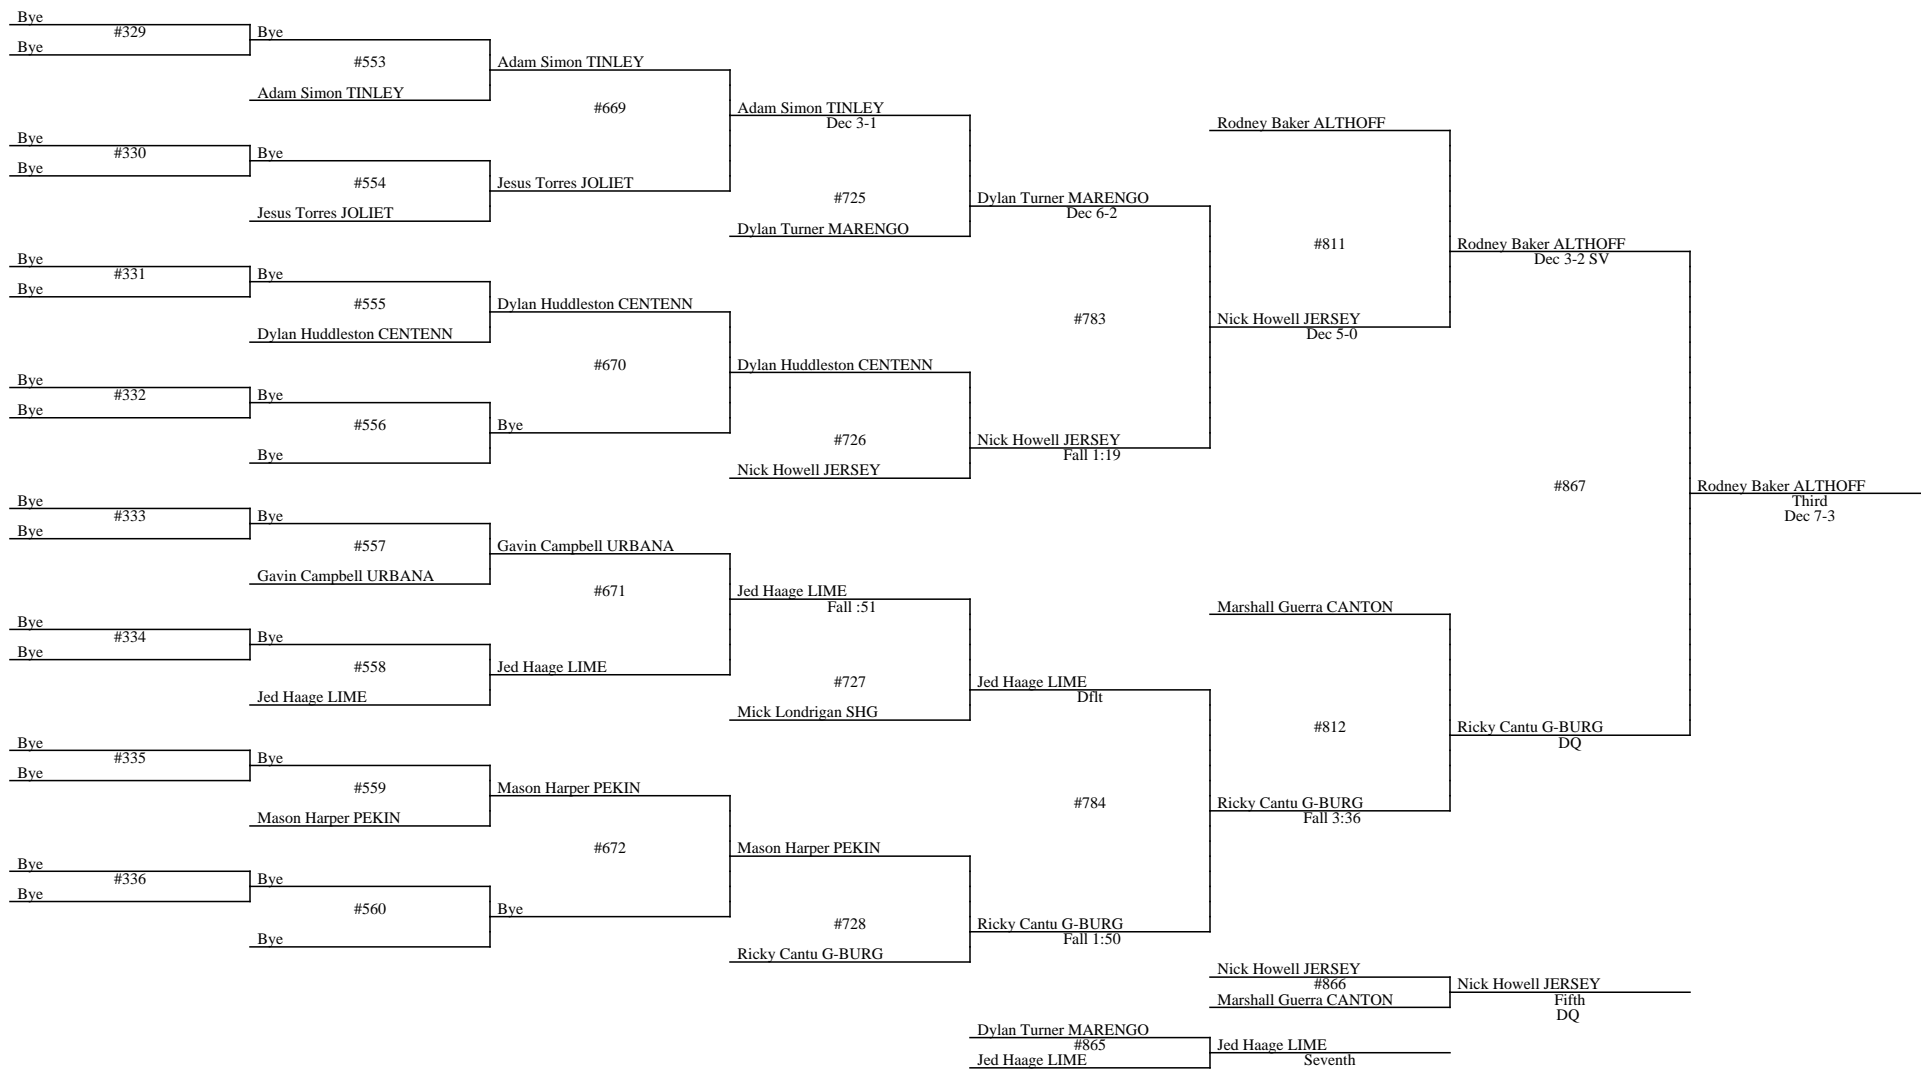 Bye
#329
Bye
Bye
#553
Adam Simon TINLEY
Bye
#330
Bye
Bye
#554
Jesus Torres JOLIET
Bye
#331
Bye
Bye
#555
Dylan Huddleston CENTENN
Bye
#332
Bye
Bye
#556
Bye
Bye
#333
Bye
Bye
#557
Gavin Campbell URBANA
Bye
#334
Bye
Bye
#558
Jed Haage LIME
Bye
#335
Bye
Bye
#559
Mason Harper PEKIN
Bye
#336
Bye
Bye
#560
Bye
Adam Simon TINLEY
#669
Jesus Torres JOLIET
Dylan Huddleston CENTENN
#670
Bye
Gavin Campbell URBANA
#671
Jed Haage LIME
Mason Harper PEKIN
#672
Bye
Adam Simon TINLEY
Dec 3-1
#725
Dylan Turner MARENGO
Dylan Huddleston CENTENN
#726
Nick Howell JERSEY
Jed Haage LIME
Fall :51
#727
Mick Londrigan SHG
Mason Harper PEKIN
#728
Ricky Cantu G-BURG
Dylan Turner MARENGO
Dec 6-2
#783
Nick Howell JERSEY
Fall 1:19
Jed Haage LIME
Dflt
#784
Ricky Cantu G-BURG
Fall 1:50
Rodney Baker ALTHOFF
#811
Nick Howell JERSEY
Dec 5-0
Marshall Guerra CANTON
#812
Ricky Cantu G-BURG
Fall 3:36
Rodney Baker ALTHOFF
Dec 3-2 SV
#867
Ricky Cantu G-BURG
DQ
Rodney Baker ALTHOFF
Third
Dec 7-3
Nick Howell JERSEY
#866
Marshall Guerra CANTON
Nick Howell JERSEY
Fifth
DQ
Dylan Turner MARENGO
#865
Jed Haage LIME
Jed Haage LIME
Seventh